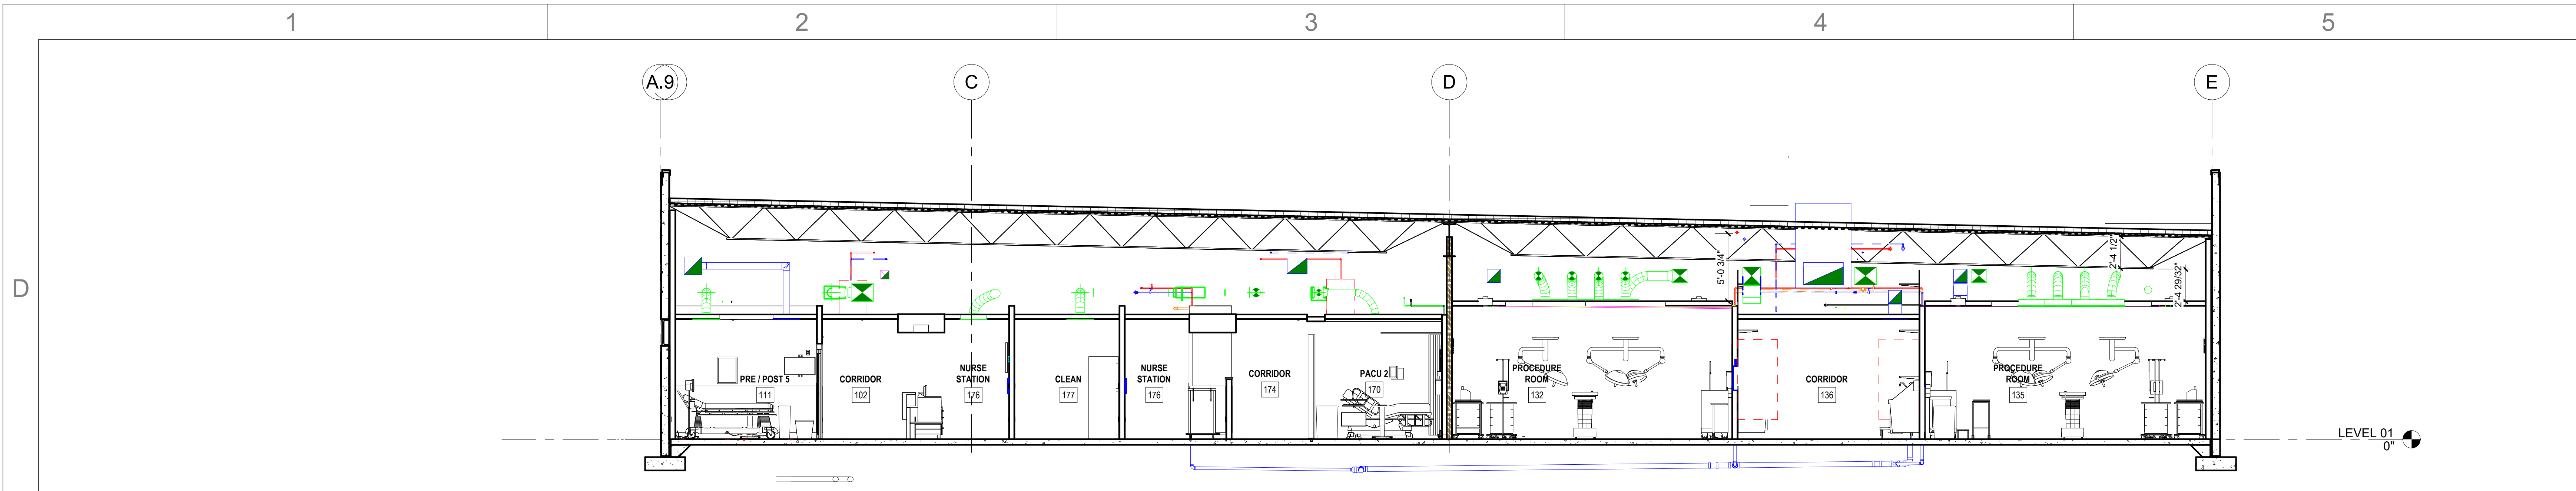 1 2 3 4 5
A.9 C D E
5'-0 3/4"
2'-4 1/2"
2'-4 29/32"
D
PRE / POST 5
111
CORRIDOR
102
NURSE
STATION
176
CLEAN
177
NURSE
STATION
176
CORRIDOR
174
PACU 2
170
PROCEDURE
ROOM
132
CORRIDOR
136
PROCEDURE
ROOM
135
LEVEL 01
0"